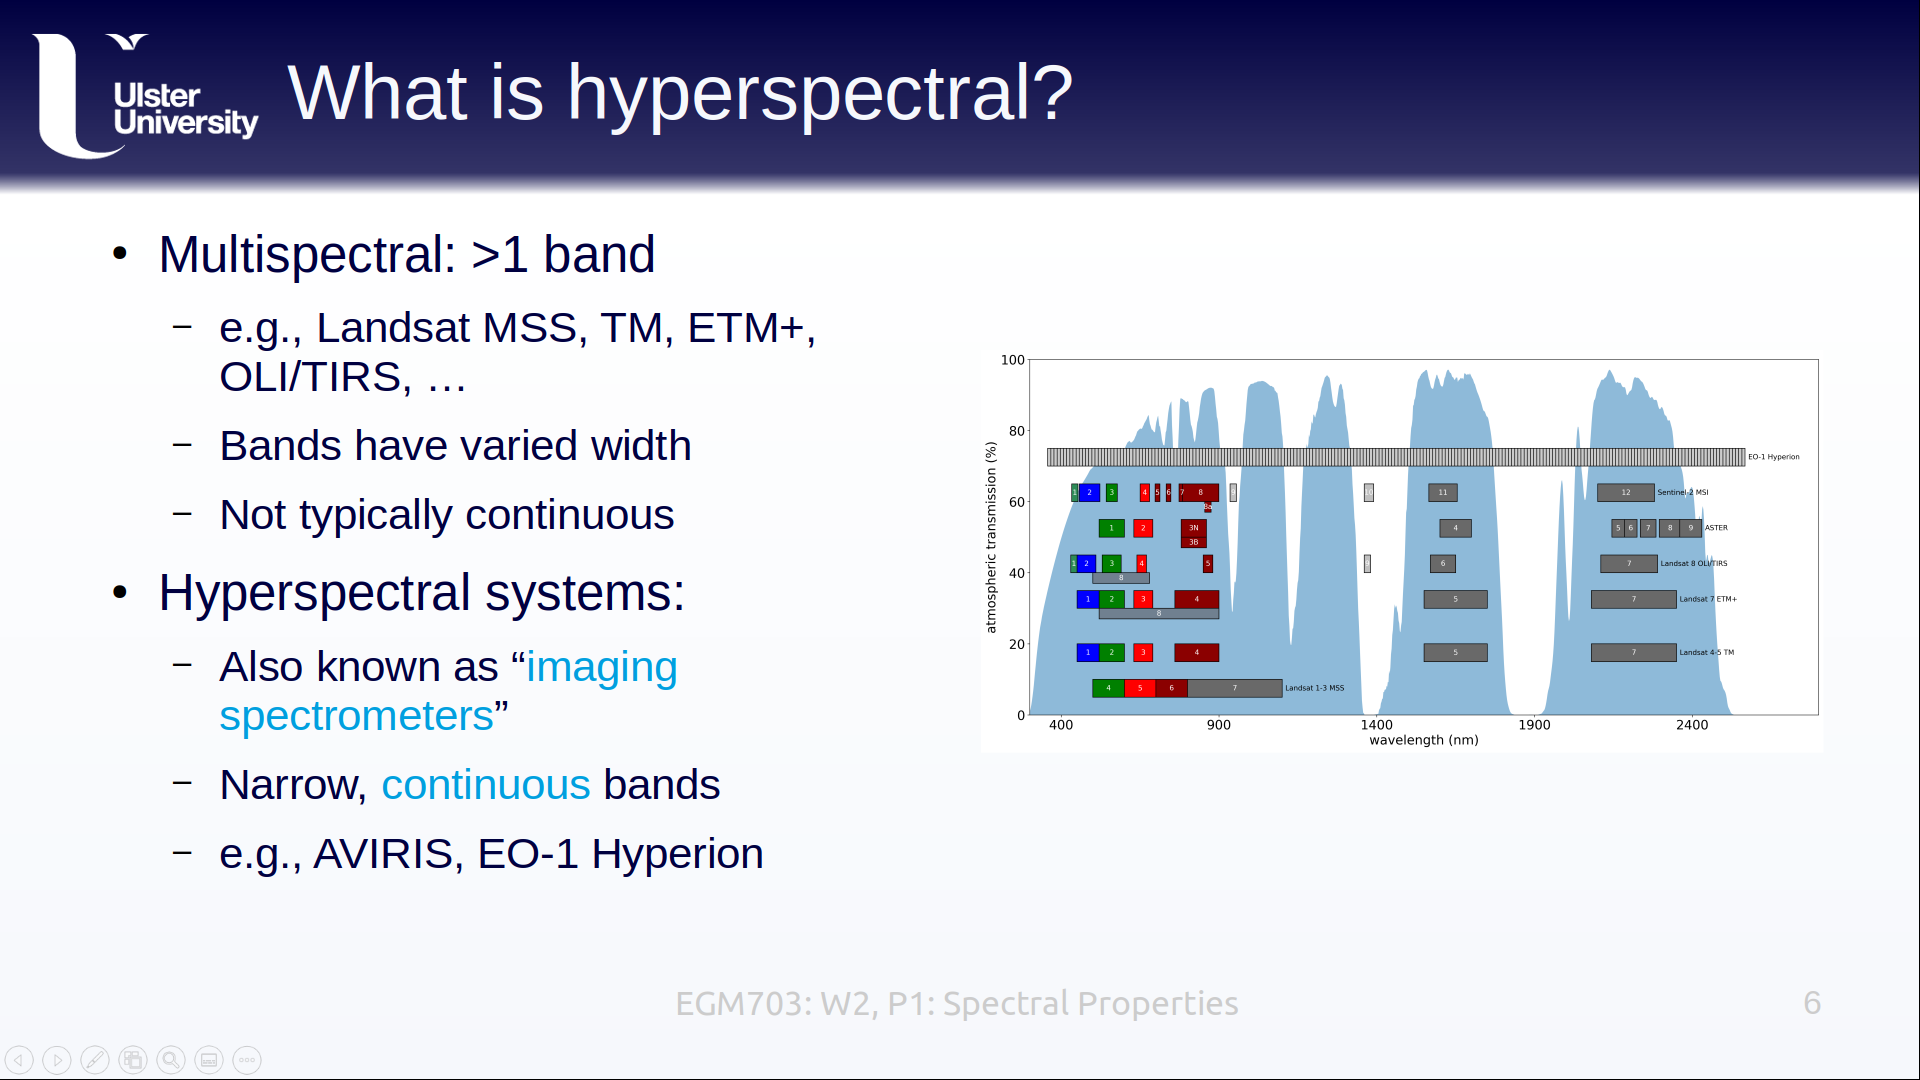 Ulster
University
What is hyperspectral?
• Multispectral: >1 band
– e.g., Landsat MSS, TM, ETM+,
OLI/TIRS, …
– Bands have varied width
– Not typically continuous
• Hyperspectral systems:
– Also known as “imaging
spectrometers”
– Narrow, continuous bands
– e.g., AVIRIS, EO-1 Hyperion
atmospheric transmission (%)
100
80
60
40
20
0
EO-1 Hyperion
1 2 3 4 5 6 7 8 9 10 11 12 Sentinel-2 MSI
8a
1 2 3N 4 5 6 7 8 9 ASTER
3B
1 2 3 4 5 9 6 7 Landsat 8 OLI/TIRS
8
1 2 3 4 5 7 Landsat 7 ETM+
8
1 2 3 4 5 7 Landsat 4-5 TM
4 5 6 7 Landsat 1-3 MSS
400 900 1400 1900 2400
wavelength (nm)
EGM703: W2, P1: Spectral Properties
6